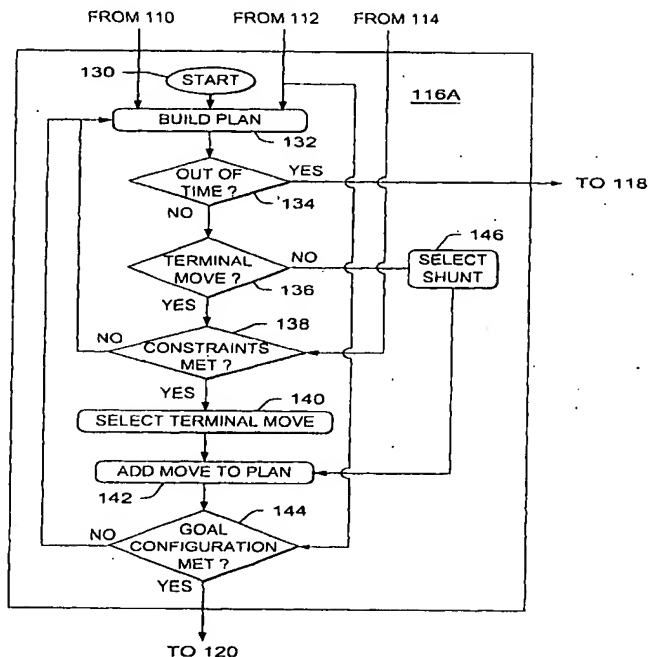 FROM 110
FROM 112
FROM 114
130
START
116A
BUILD PLAN
132
OUT OF
TIME ?
YES
TO 118
134
NO
TERMINAL
MOVE ?
NO
146
SELECT
SHUNT
136
YES
138
NO
CONSTRAINTS
MET ?
YES
140
SELECT TERMINAL MOVE
ADD MOVE TO PLAN
142
144
NO
GOAL
CONFIGURATION
MET ?
YES
TO 120